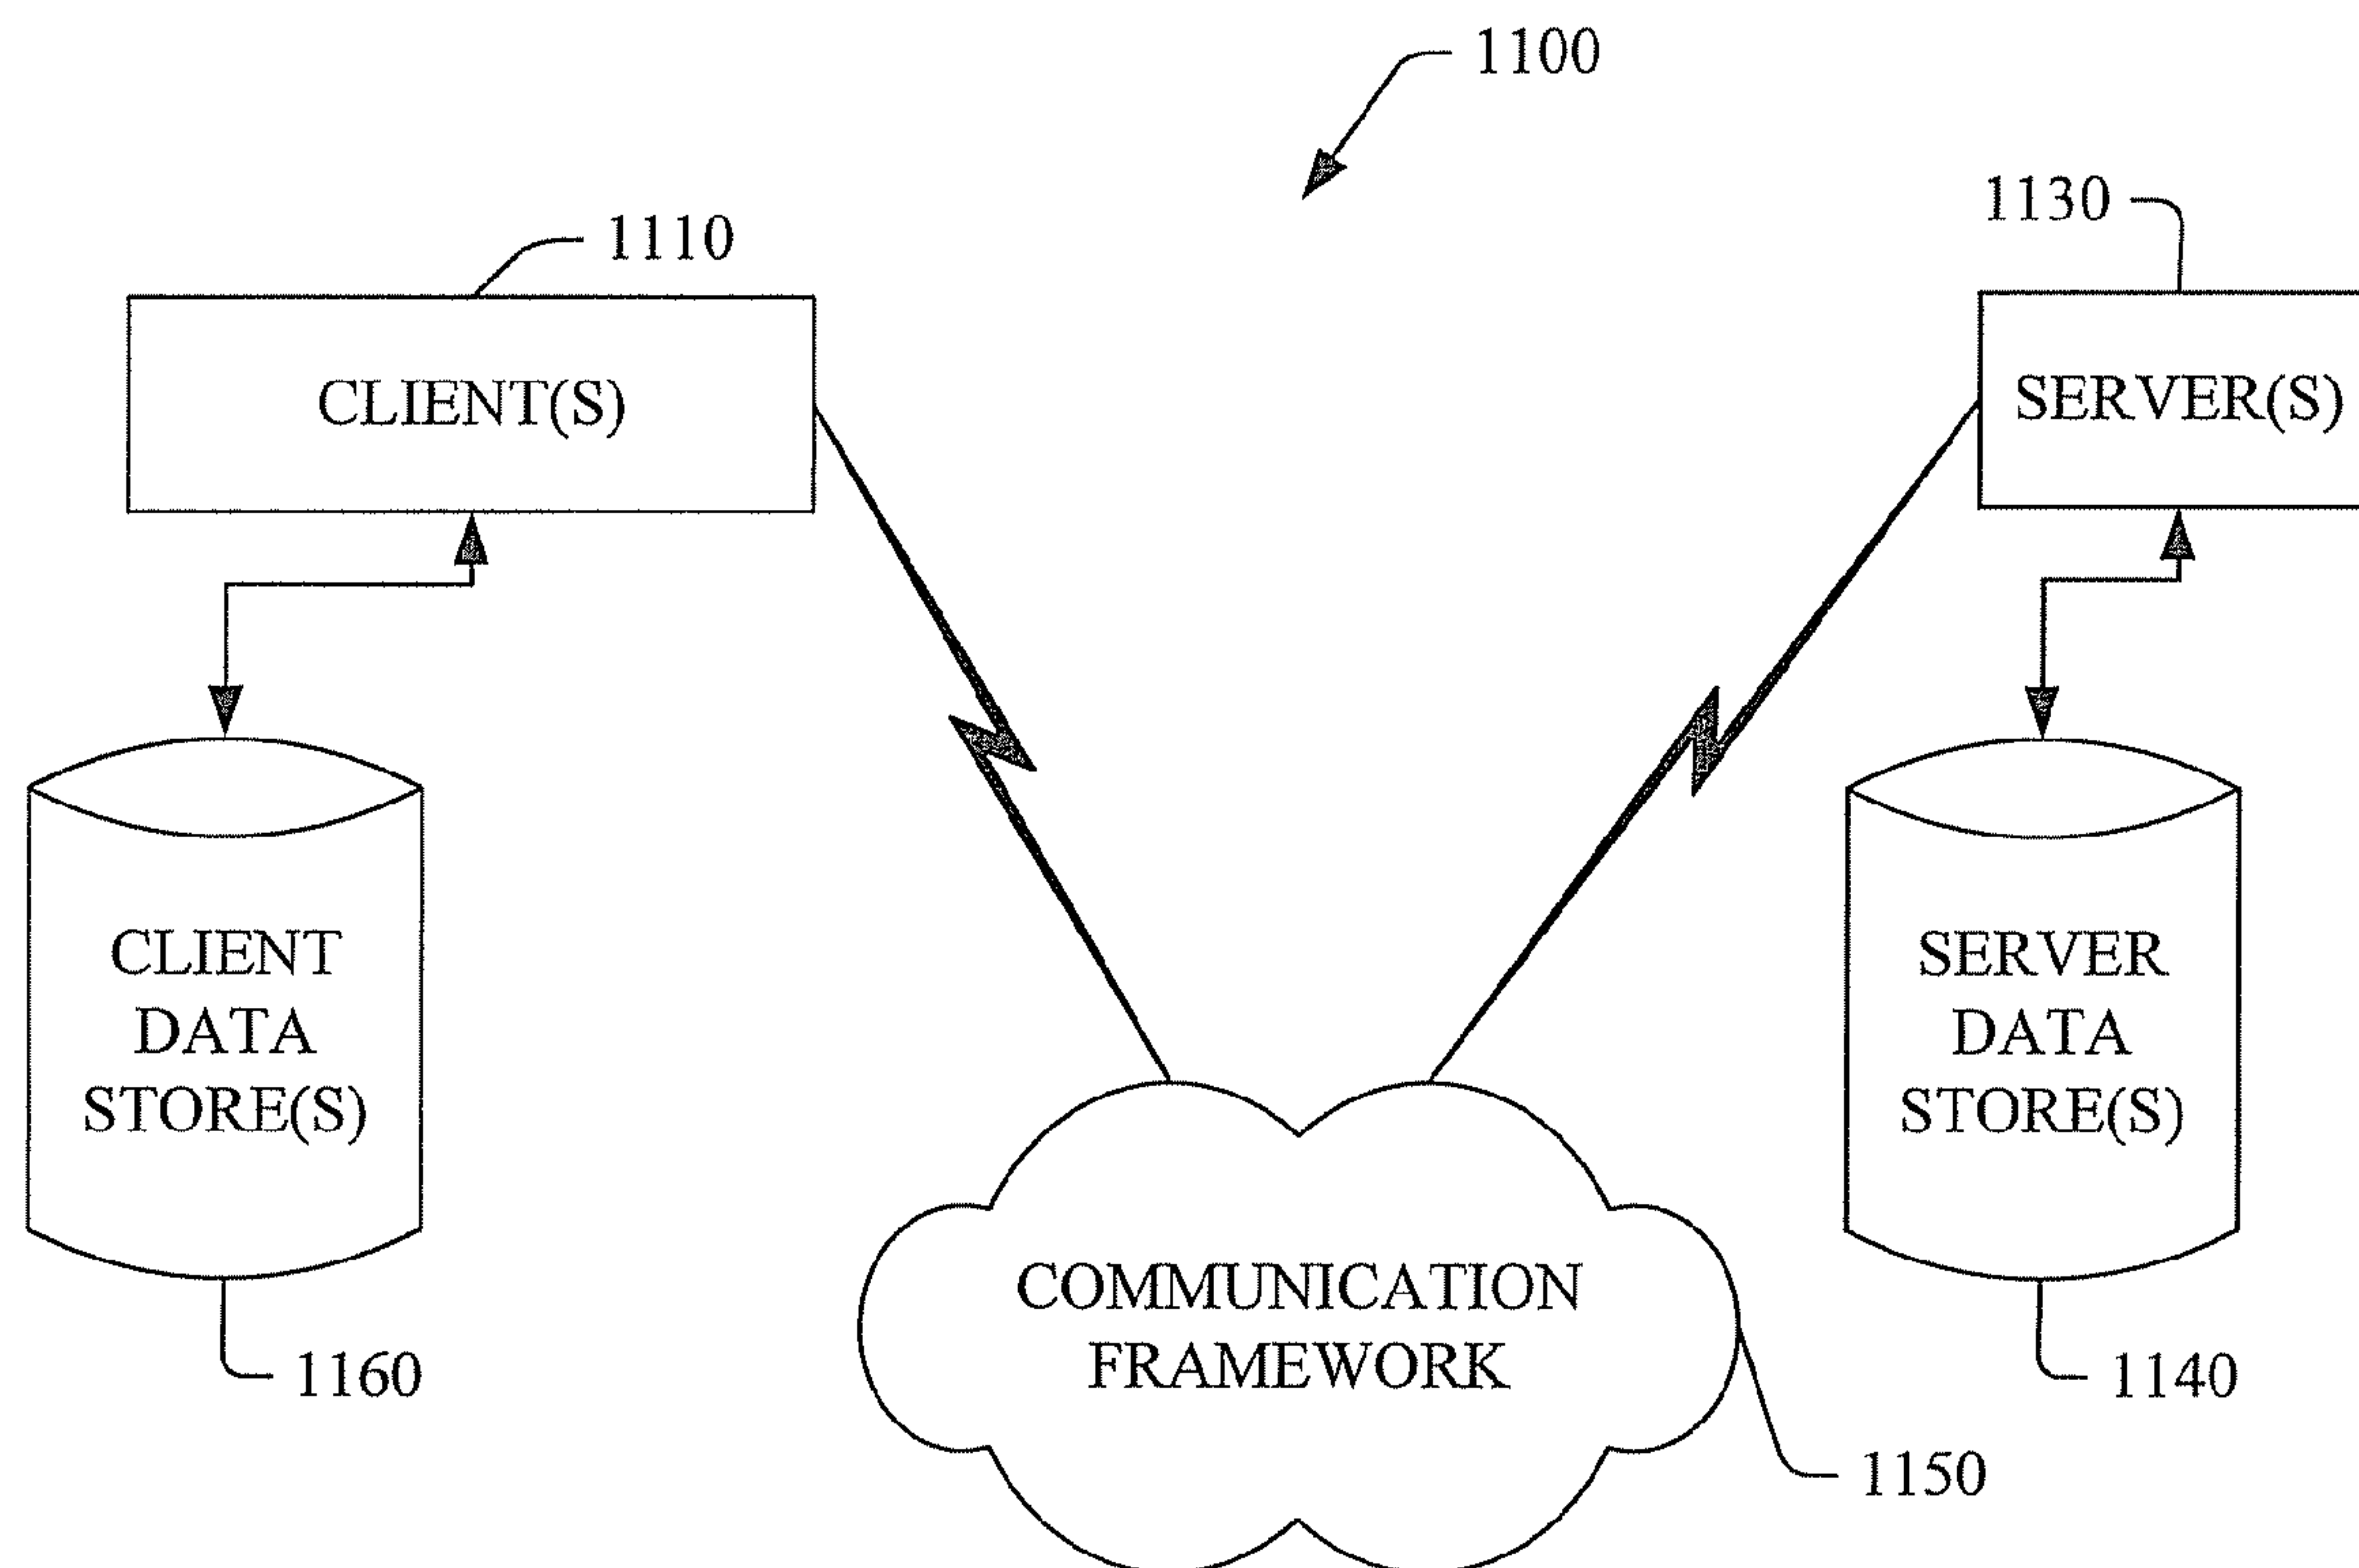 1100
1110
1130
CLIENT(S)
SERVER(S)
CLIENT
DATA
STORE(S)
SERVER
DATA
STORE(S)
COMMUNICATION
FRAMEWORK
1160
1140
1150